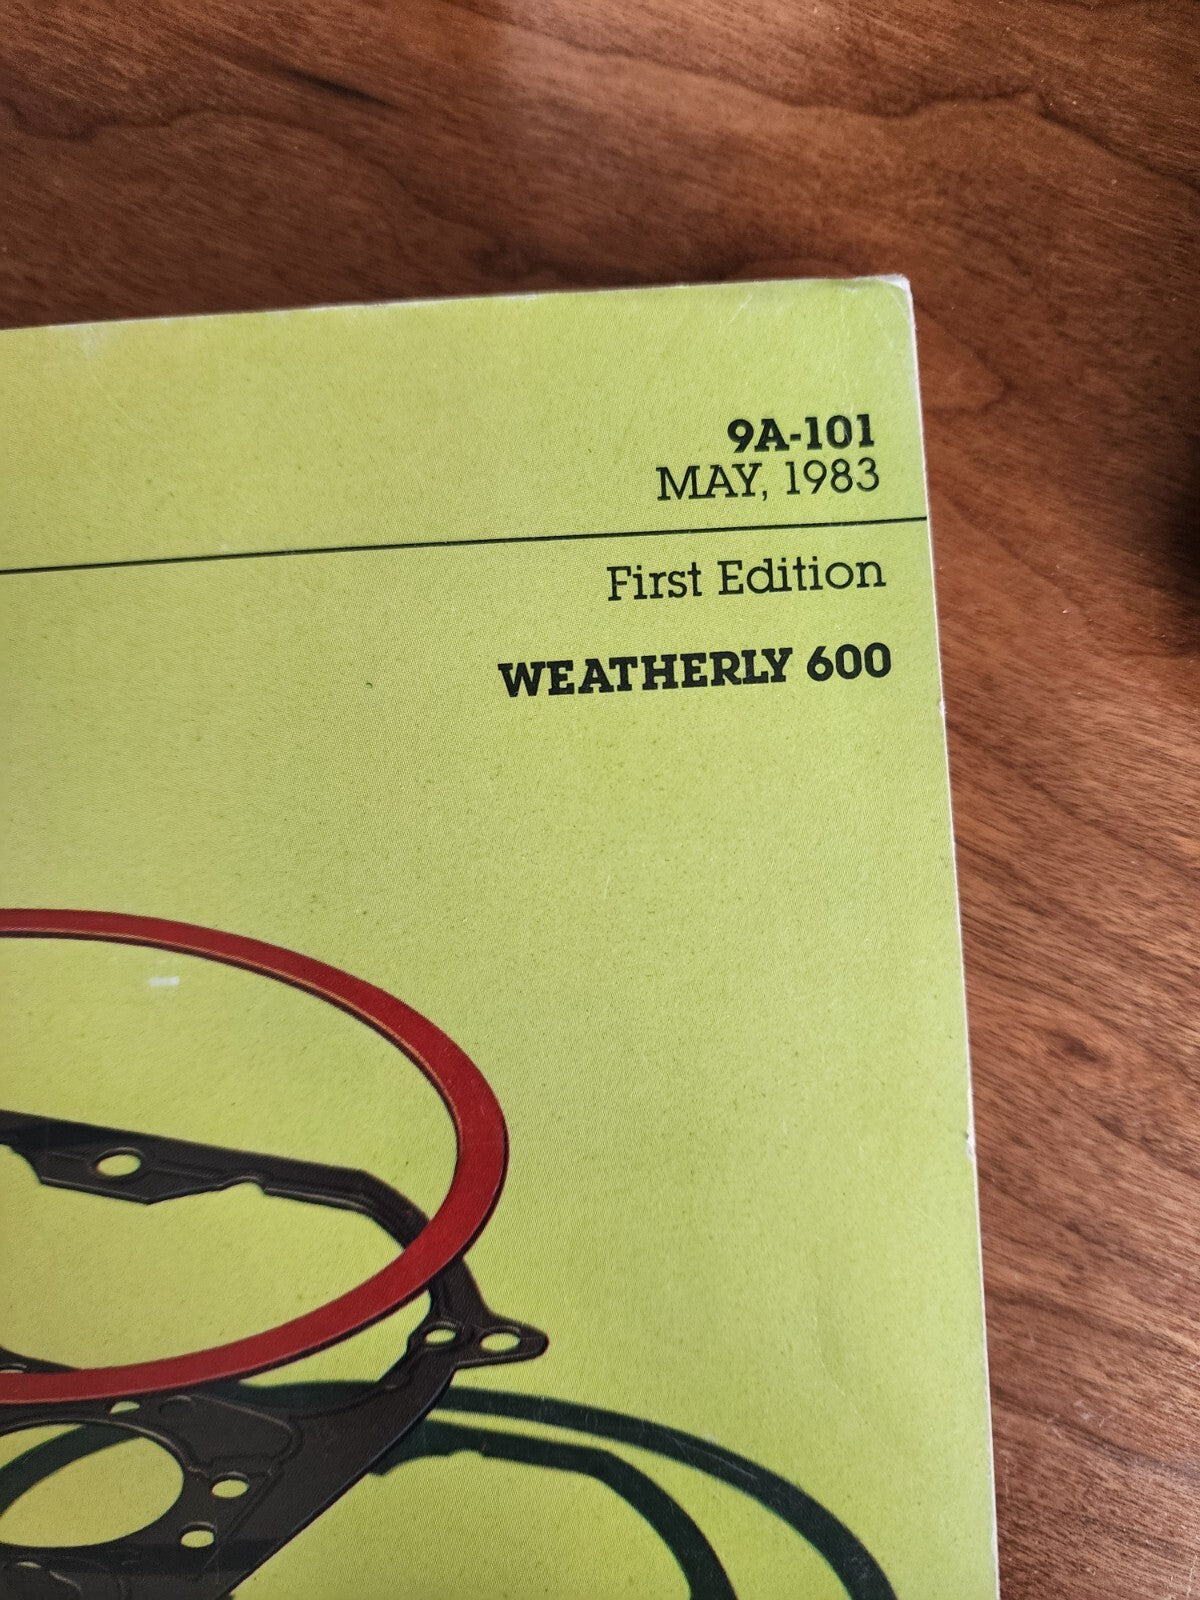 9A-101
MAY, 1983
First Edition
WEATHERLY 600